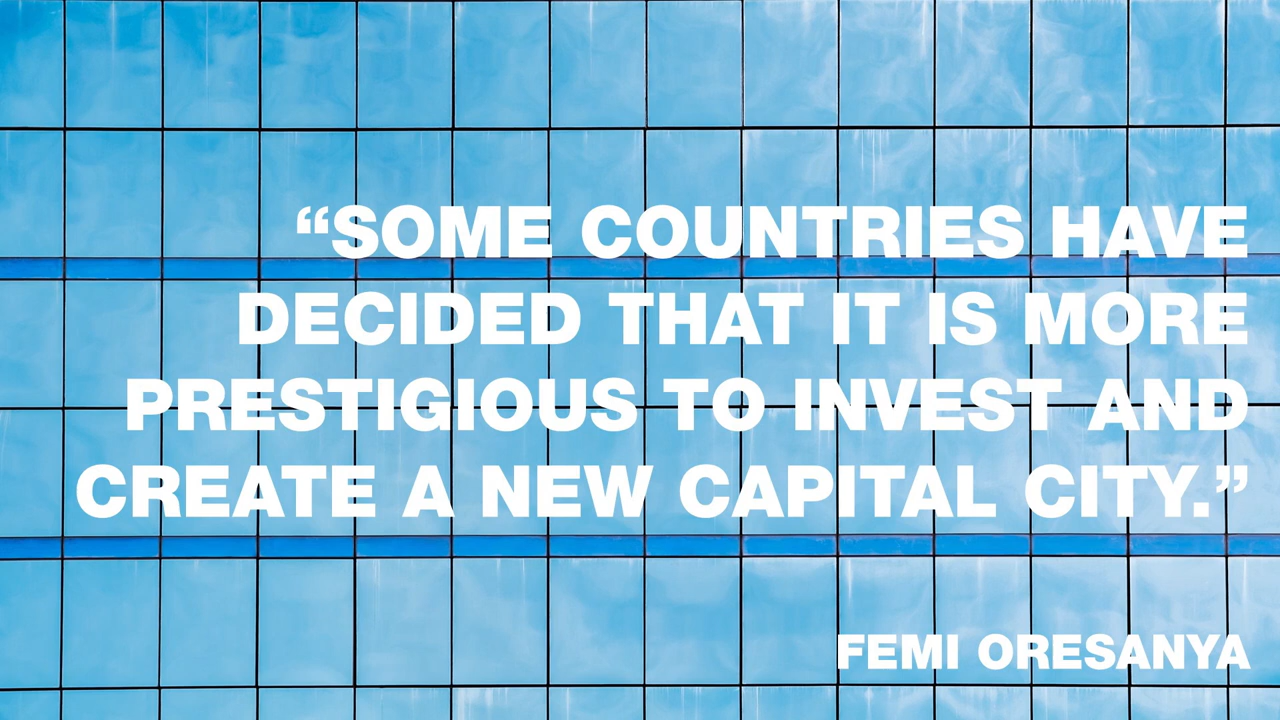 “SOME COUNTRIES HAVE
DECIDED THAT IT IS MORE
PRESTIGIOUS TO INVEST AND
CREATE A NEW CAPITAL CITY.”
FEMI ORESANYA